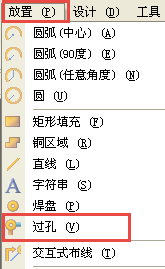 放置 (P) 设计 (D) 工具
圆弧(中心) (A)
圆弧(90度) (E)
圆弧(任意角度) (N)
圆 (U)
矩形填充 (F)
铜区域 (R)
直线 (L)
字符串 (S)
焊盘 (P)
过孔 (V)
交互式布线 (T)